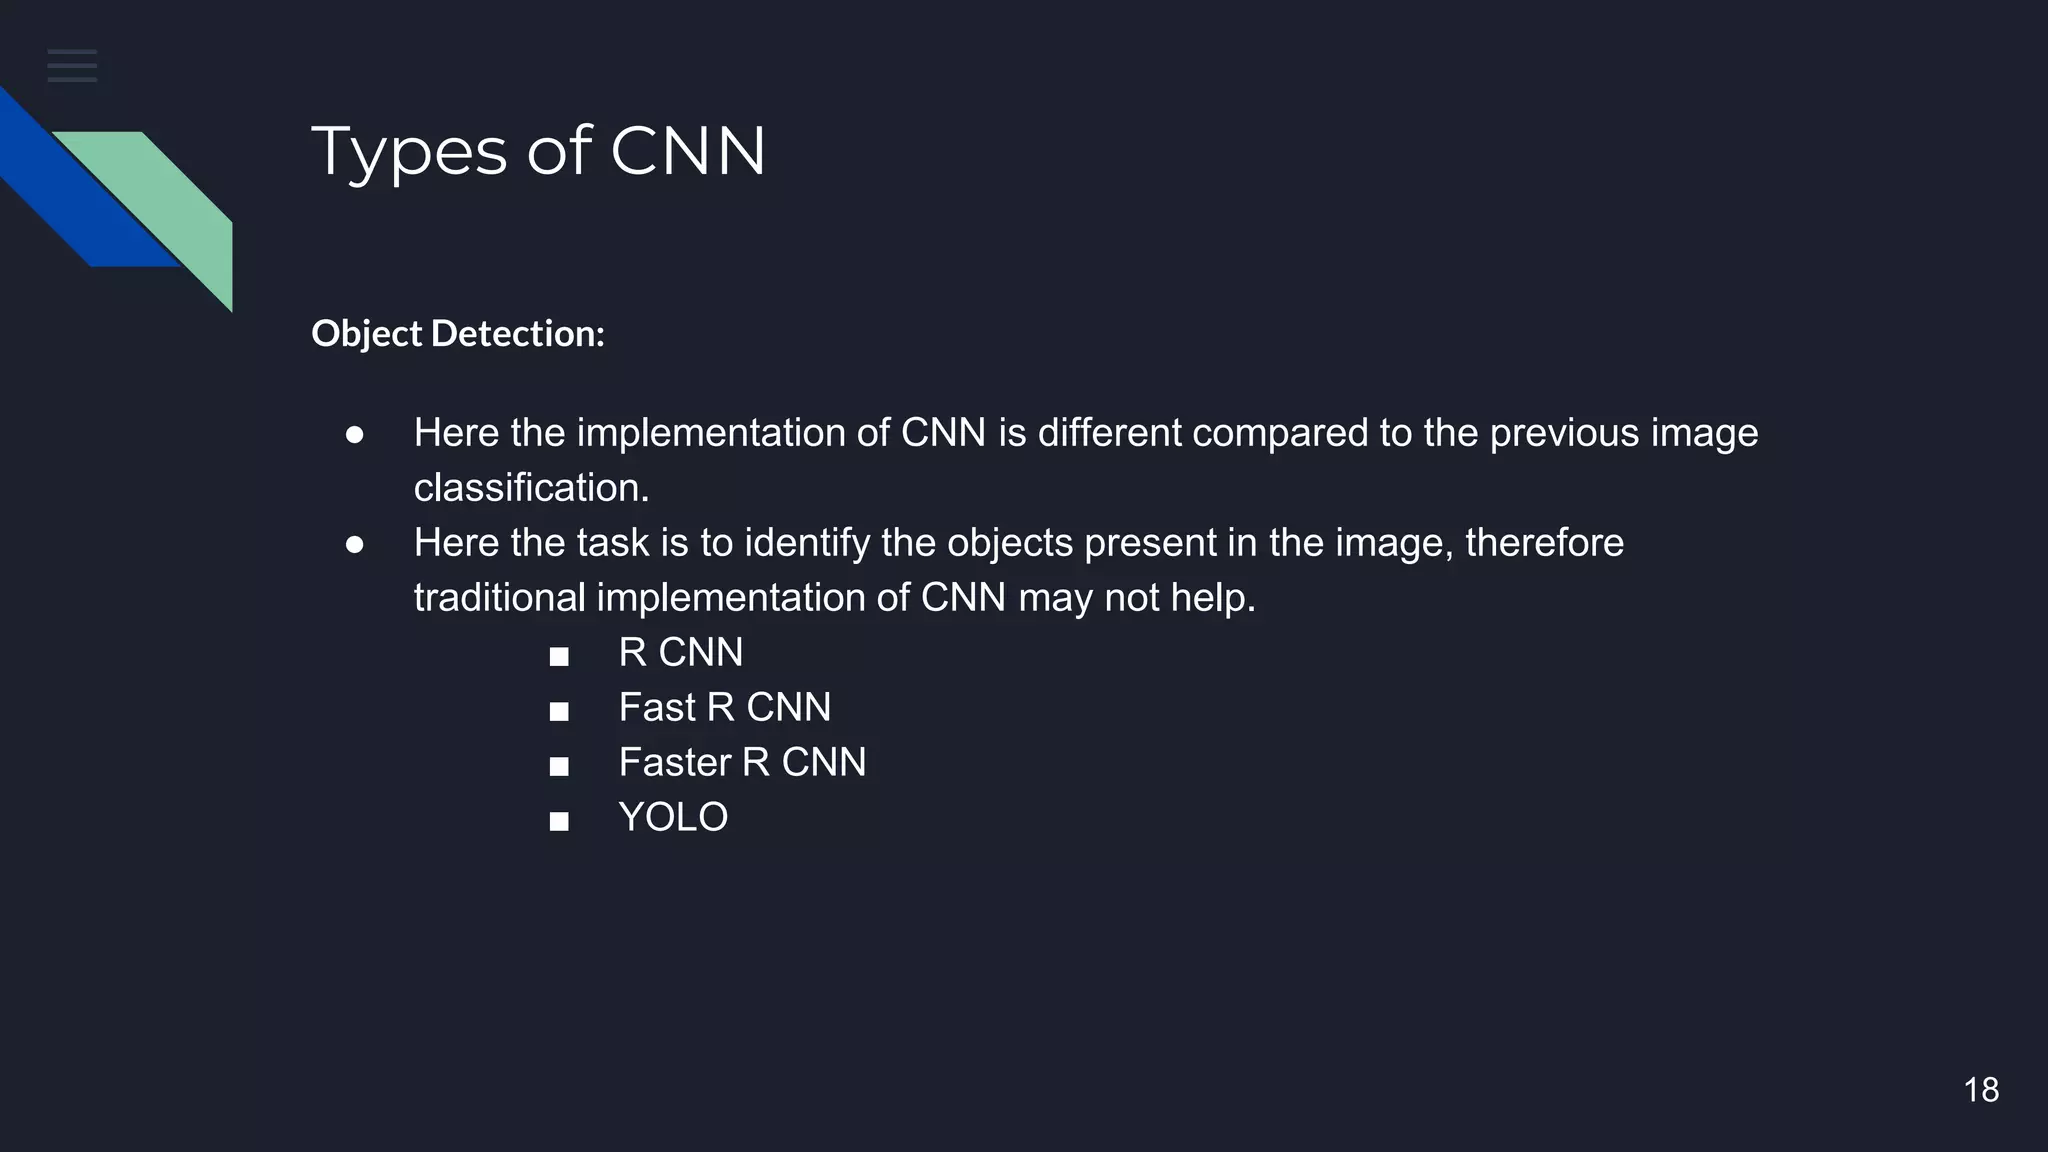 Types of CNN
Object Detection:
● Here the implementation of CNN is different compared to the previous image
classification.
● Here the task is to identify the objects present in the image, therefore
traditional implementation of CNN may not help.
■ R CNN
■ Fast R CNN
■ Faster R CNN
■ YOLO
18